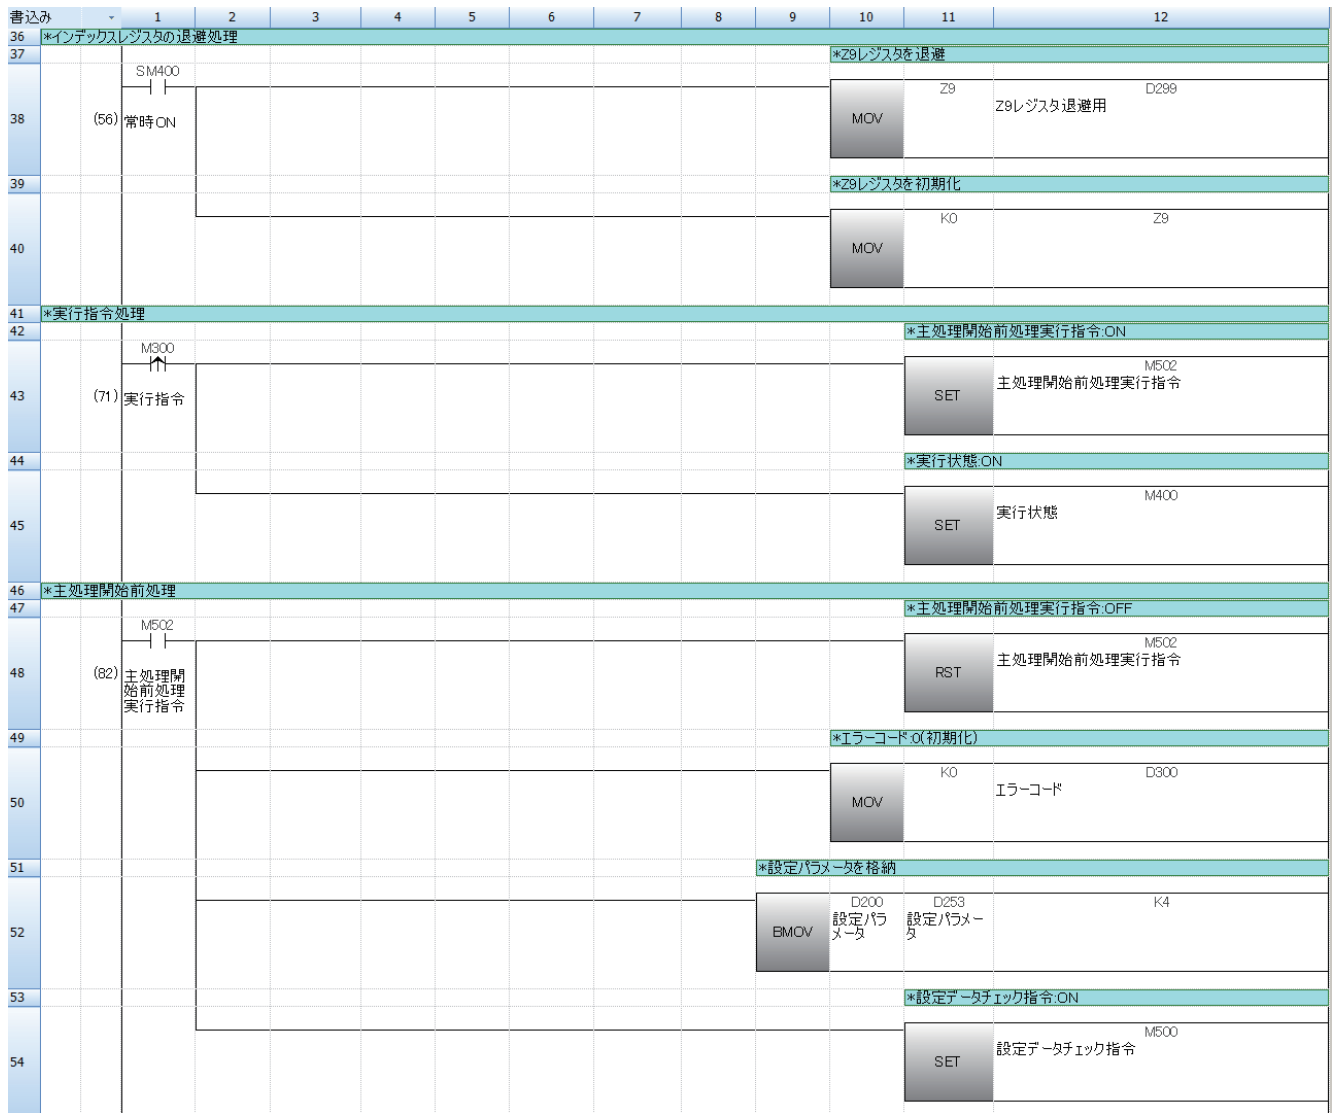 書込み 1 2 3 4 5 6 7 8 9 10 11 12
36 *インデックスレジスタの退避処理
37 *Z9レジスタを退避
SM400 Z9 D299
Z9レジスタ退避用
38 (56) 常時ON MOV
39 *Z9レジスタを初期化
K0 Z9
40 MOV
41 *実行指令処理
42 *主処理開始前処理実行指令:ON
M300 M502
主処理開始前処理実行指令
43 (71) 実行指令 SET
44 *実行状態:ON
M400
実行状態
45 SET
46 *主処理開始前処理
47 *主処理開始前処理実行指令:OFF
M502 M502
主処理開始前処理実行指令
48 (82) 主処理開 RST
始前処理
実行指令
49 *エラーコード:0(初期化)
K0 D300
エラーコード
50 MOV
51 *設定パラメータを格納
D200 D253 K4
設定パラ 設定パラメー
52 BMOV メータ タ
53 *設定データチェック指令:ON
M500
設定データチェック指令
54 SET